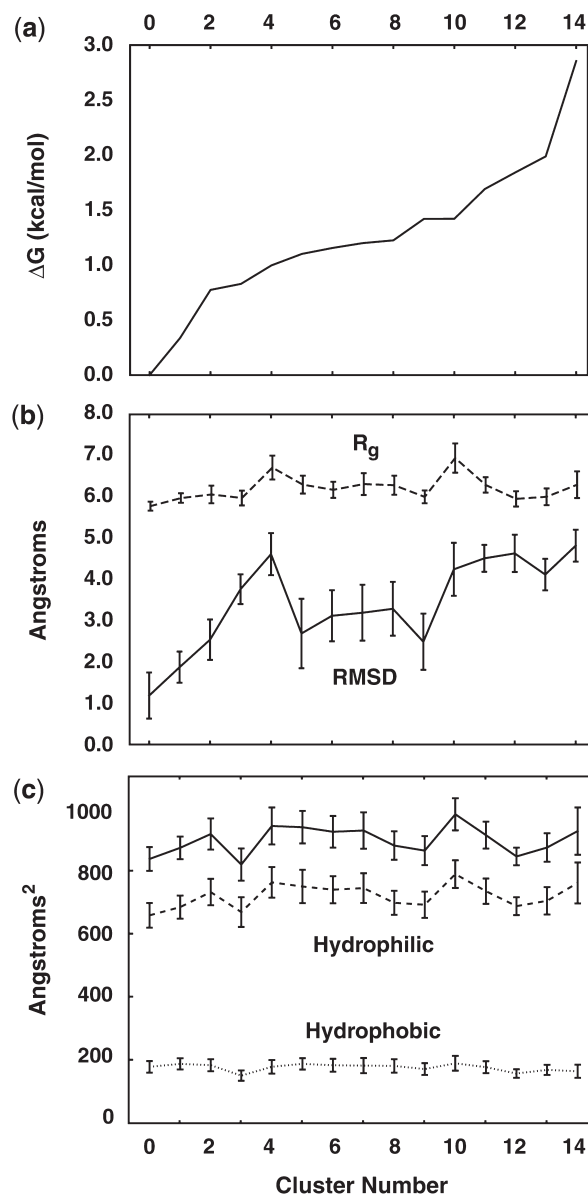 (a)
0 2 4 6 8 10 12 14
3.0
2.5
2.0
1.5
1.0
0.5
0.0
ΔG (kcal/mol)
(b)
8.0
7.0
6.0
5.0
4.0
3.0
2.0
1.0
0.0
Angstroms
Rg
RMSD
(c)
1000
800
600
400
200
0
Angstroms²
Hydrophilic
Hydrophobic
0 2 4 6 8 10 12 14
Cluster Number